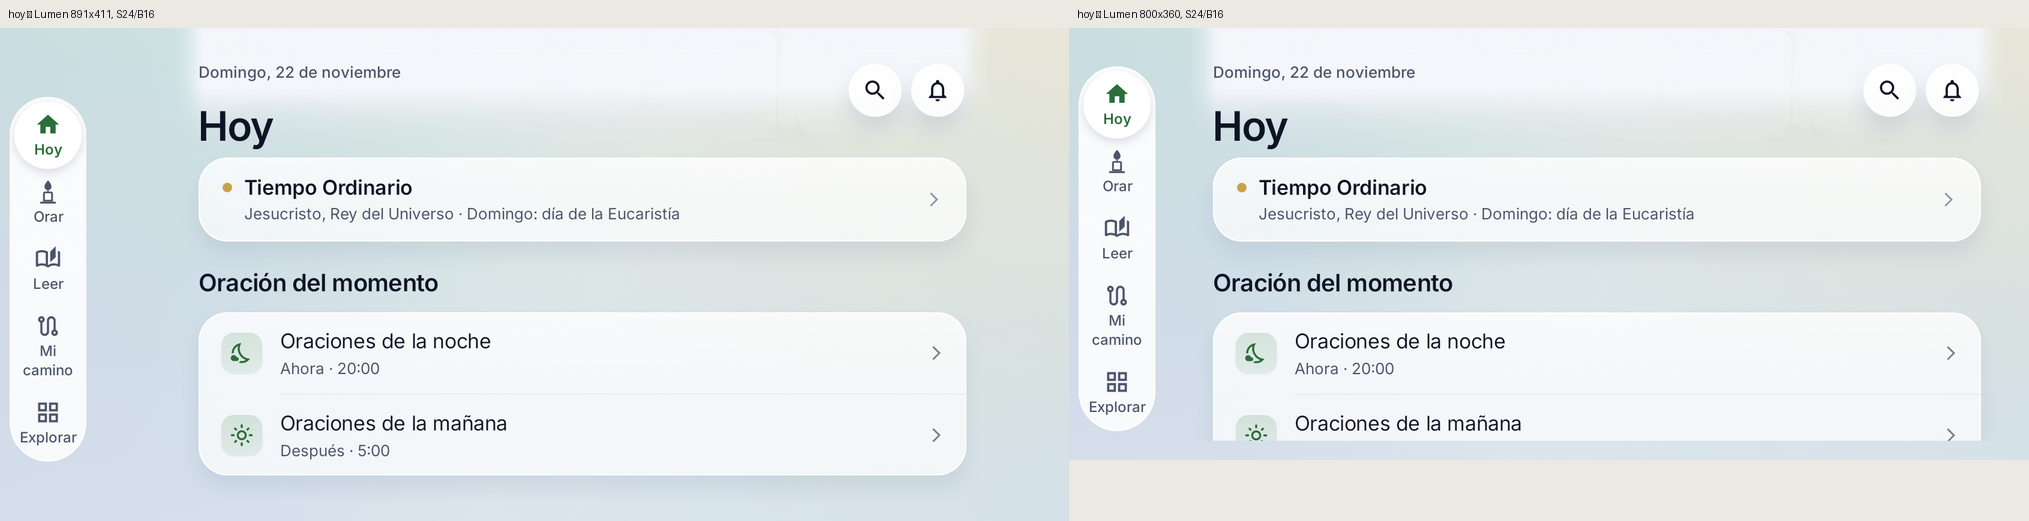 hoy Lumen 891x411, S24/B16
Domingo, 22 de noviembre
Hoy
Hoy
Orar
Leer
Mi
camino
Explorar
Tiempo Ordinario
Jesucristo, Rey del Universo · Domingo: día de la Eucaristía
Oración del momento
Oraciones de la noche
Ahora · 20:00
Oraciones de la mañana
Después · 5:00
hoy Lumen 800x360, S24/B16
Domingo, 22 de noviembre
Hoy
Hoy
Orar
Leer
Mi
camino
Explorar
Tiempo Ordinario
Jesucristo, Rey del Universo · Domingo: día de la Eucaristía
Oración del momento
Oraciones de la noche
Ahora · 20:00
Oraciones de la mañana